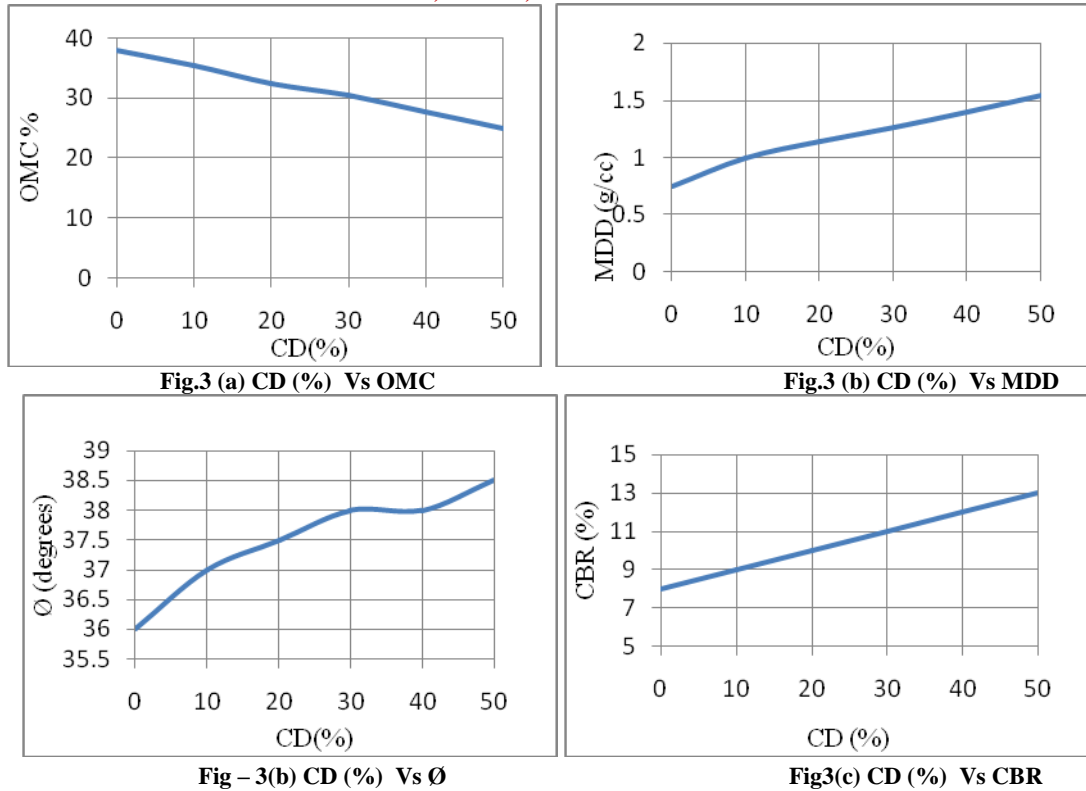 40
30
20
10
0
OMC %
0 10 20 30 40 50
CD(%)
Fig.3 (a) CD (%) Vs OMC
2
1.5
1
0.5
0
MDD (g/cc)
0 10 20 30 40 50
CD(%)
Fig.3 (b) CD (%) Vs MDD
39
38.5
38
37.5
37
36.5
36
35.5
Ø (degrees)
0 10 20 30 40 50
CD(%)
Fig – 3(b) CD (%) Vs Ø
15
13
11
9
7
5
CBR (%)
0 10 20 30 40 50
CD (%)
Fig3(c) CD (%) Vs CBR